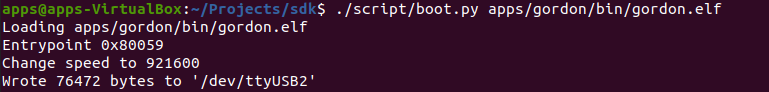 apps@apps-VirtualBox:~/Projects/sdk$ ./script/boot.py apps/gordon/bin/gordon.elf
Loading apps/gordon/bin/gordon.elf
Entrypoint 0x80059
Change speed to 921600
Wrote 76472 bytes to '/dev/ttyUSB2'